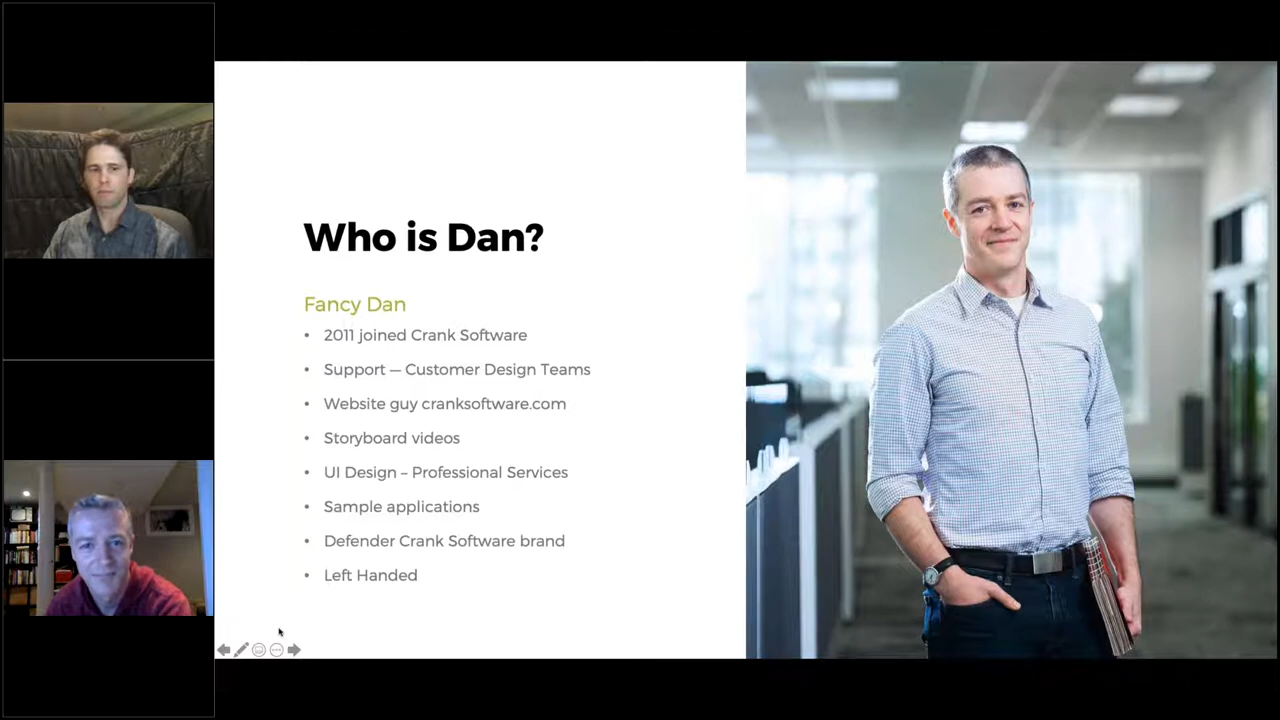 Who is Dan?
Fancy Dan
• 2011 joined Crank Software
• Support — Customer Design Teams
• Website guy cranksoftware.com
• Storyboard videos
• UI Design – Professional Services
• Sample applications
• Defender Crank Software brand
• Left Handed